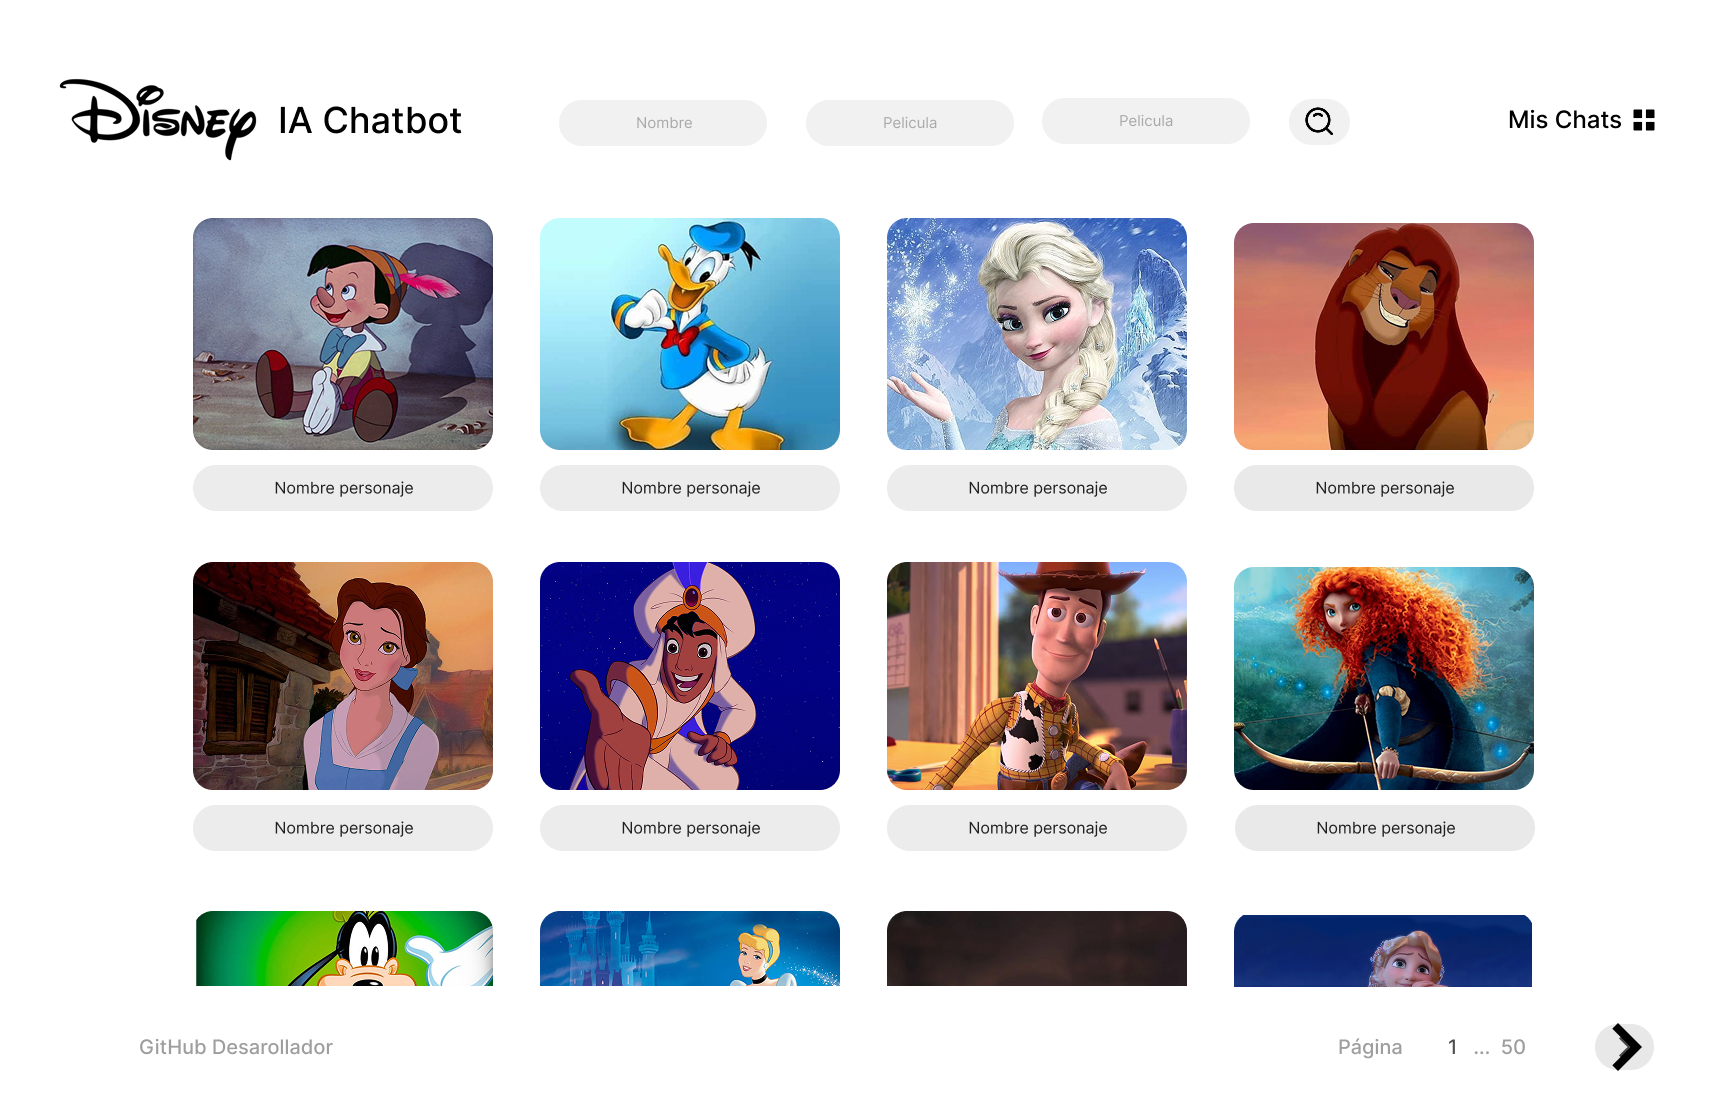 Disney IA Chatbot
Nombre
Pelicula
Pelicula
Mis Chats
Nombre personaje
Nombre personaje
Nombre personaje
Nombre personaje
Nombre personaje
Nombre personaje
Nombre personaje
Nombre personaje
GitHub Desarollador
Página 1 ... 50